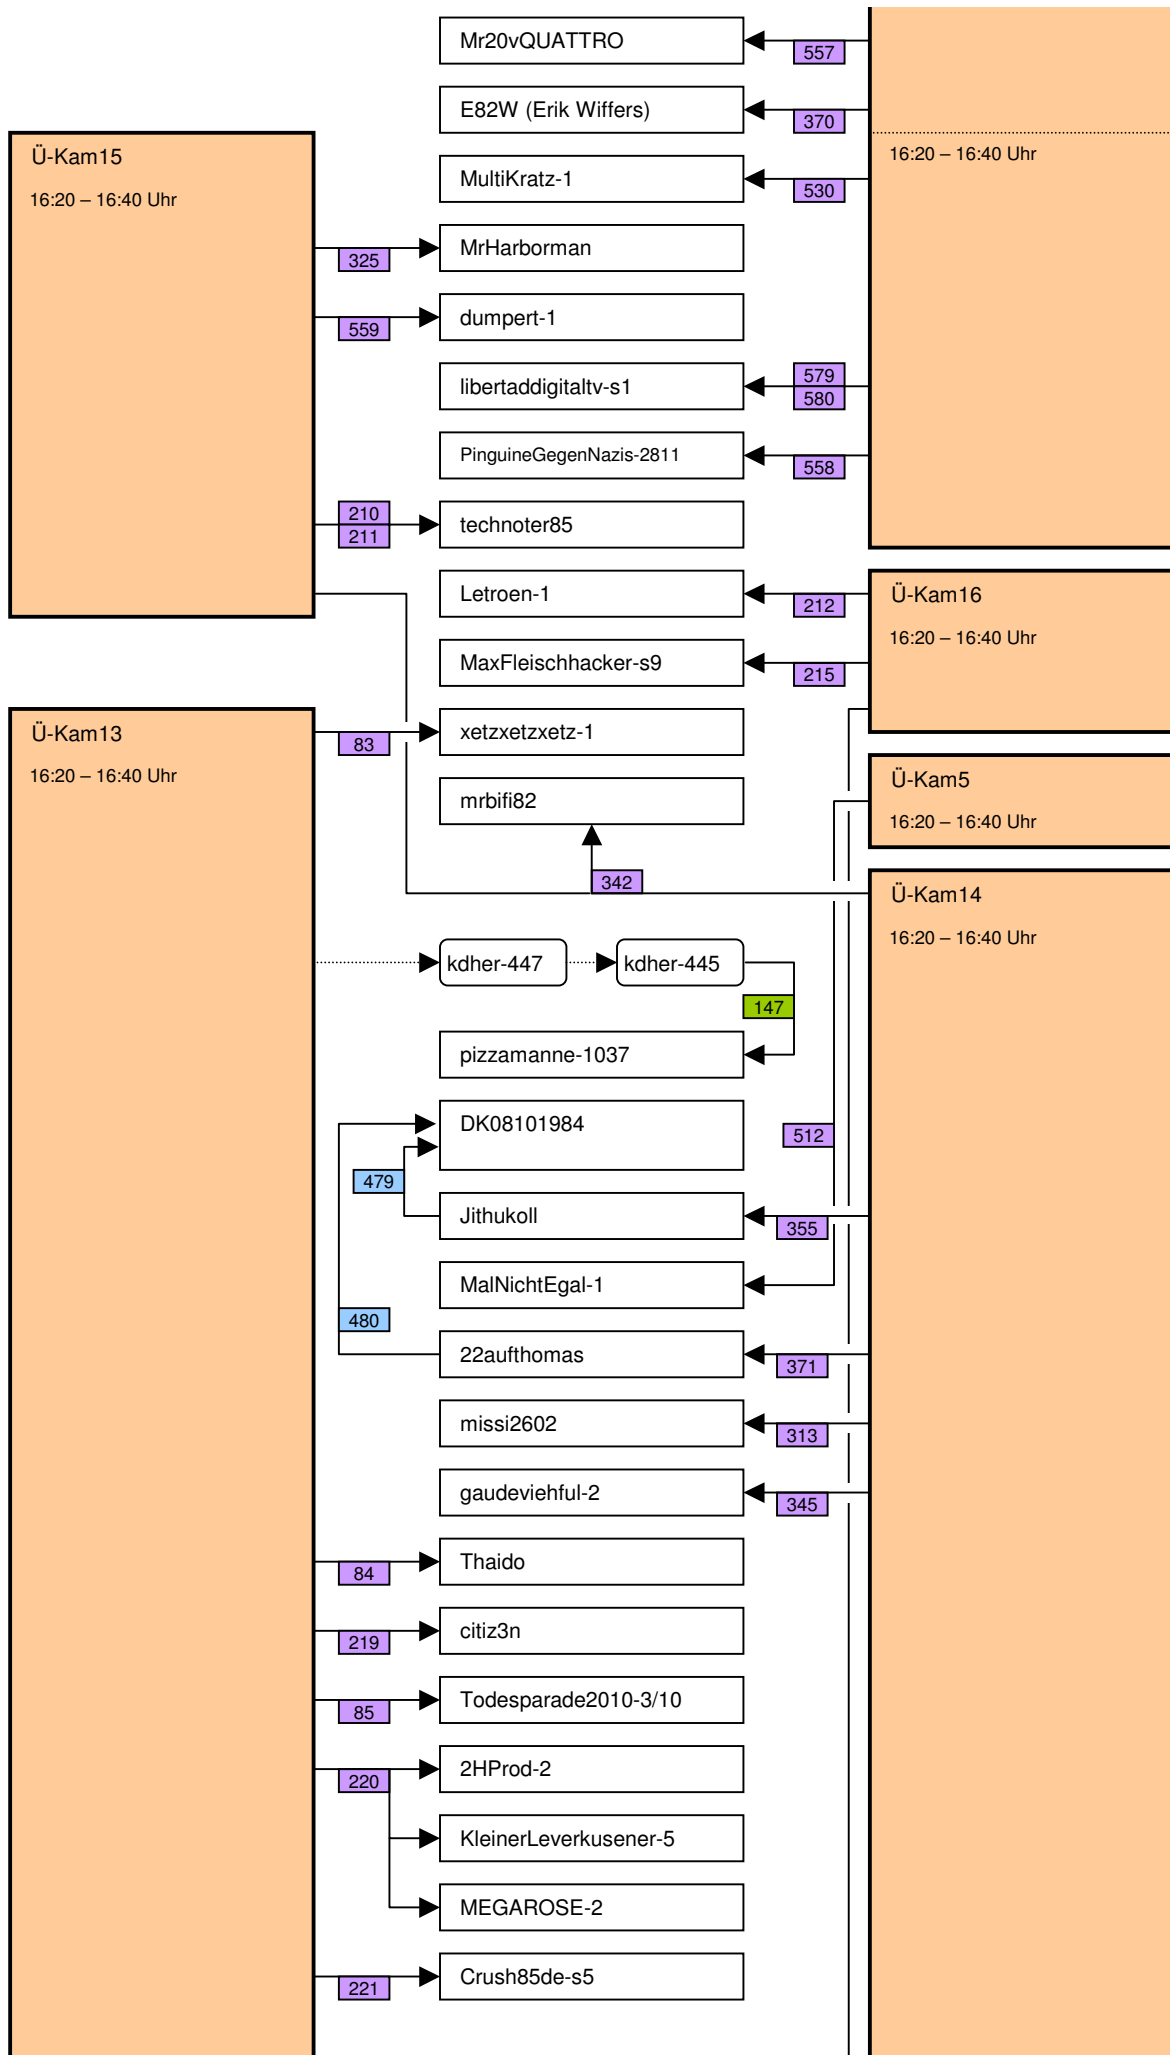 Mr20vQUATTRO
557
E82W (Erik Wiffers)
370
16:20 – 16:40 Uhr
Ü-Kam15
16:20 – 16:40 Uhr
MultiKratz-1
530
MrHarborman
325
dumpert-1
559
libertaddigitaltv-s1
579
580
PinguineGegenNazis-2811
558
210
211
technoter85
Letroen-1
212
Ü-Kam16
16:20 – 16:40 Uhr
MaxFleischhacker-s9
215
Ü-Kam13
16:20 – 16:40 Uhr
83
xetzxetzxetz-1
Ü-Kam5
16:20 – 16:40 Uhr
mrbifi82
342
Ü-Kam14
16:20 – 16:40 Uhr
kdher-447
kdher-445
147
pizzamanne-1037
DK08101984
512
479
Jithukoll
355
MalNichtEgal-1
480
22aufthomas
371
missi2602
313
gaudeviehful-2
345
84
Thaido
219
citiz3n
85
Todesparade2010-3/10
220
2HProd-2
KleinerLeverkusener-5
MEGAROSE-2
221
Crush85de-s5